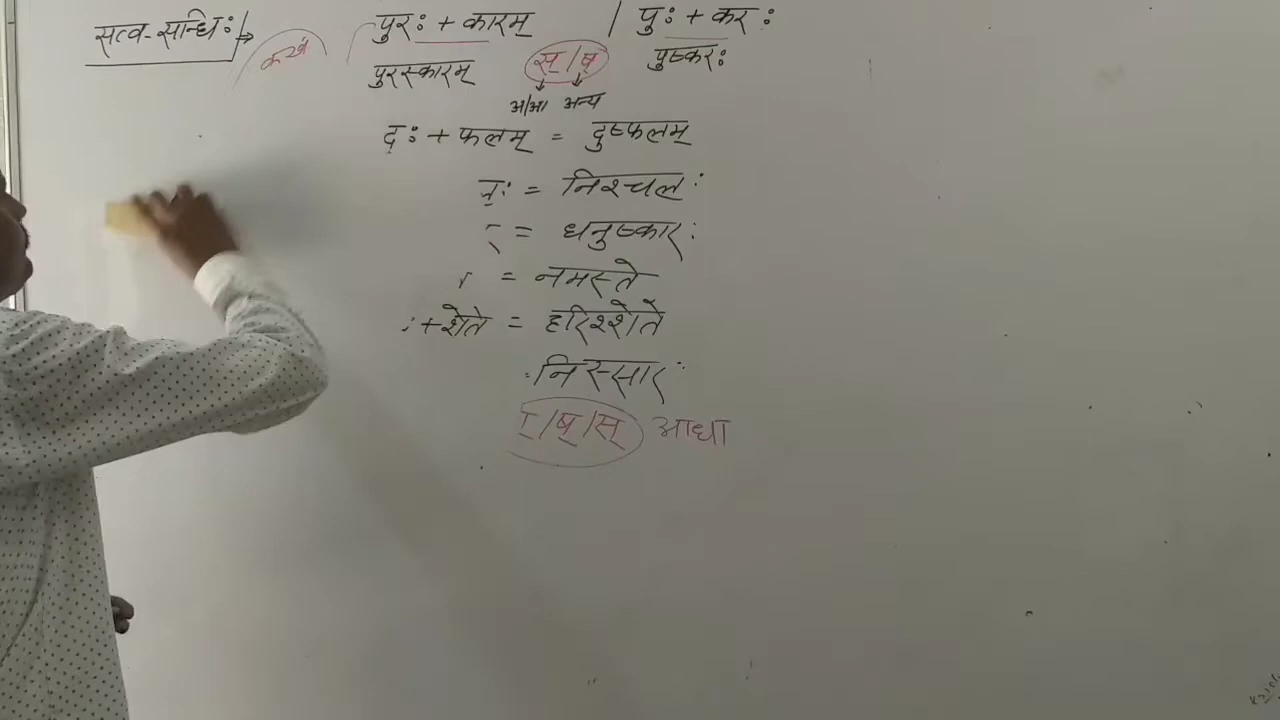 सत्व-सन्धिः → पुरः + कारम् / पुः + करः
पुरस्कारम् स्/ष् पुष्करः
अ/आ अन्य
दुः + फलम् = दुष्फलम्
= निश्चलः
= धनुष्कारः
= नमस्ते
ः + शेते = हरिश्शेते
निस्सारः
/ष्/स् आधा